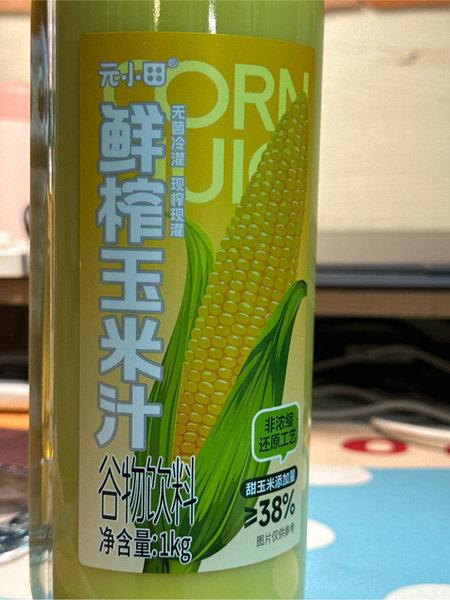 元小田®
CORN
JUICE
鲜榨玉米汁
无菌冷灌 现榨现灌
非浓缩
还原工艺
甜玉米添加量
≥38%
图片仅供参考
谷物饮料
净含量:1kg